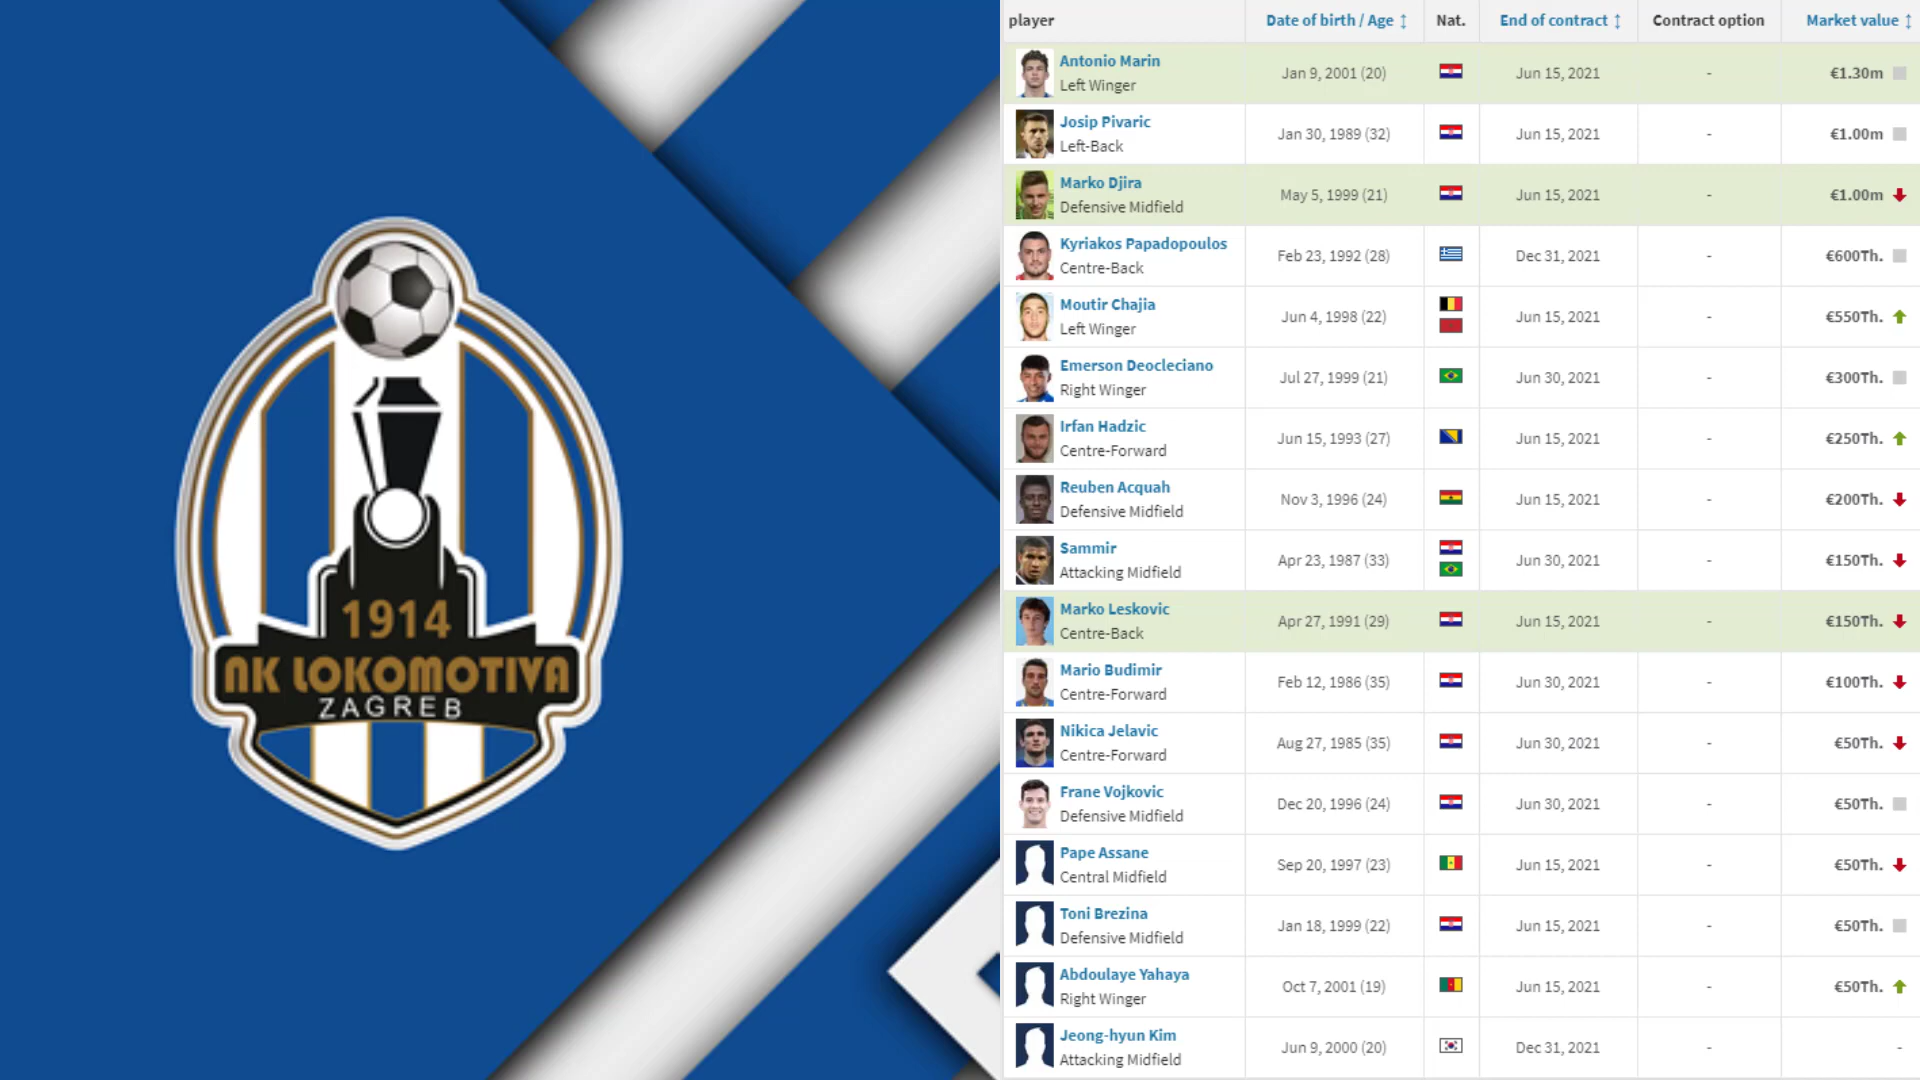 1914
NK LOKOMOTIVA
ZAGREB
player Date of birth / Age Nat. End of contract Contract option Market value
Antonio Marin
Left Winger
Jan 9, 2001 (20) Jun 15, 2021 - €1.30m
Josip Pivaric
Left-Back
Jan 30, 1989 (32) Jun 15, 2021 - €1.00m
Marko Djira
Defensive Midfield
May 5, 1999 (21) Jun 15, 2021 - €1.00m
Kyriakos Papadopoulos
Centre-Back
Feb 23, 1992 (28) Dec 31, 2021 - €600Th.
Moutir Chajia
Left Winger
Jun 4, 1998 (22) Jun 15, 2021 - €550Th.
Emerson Deocleciano
Right Winger
Jul 27, 1999 (21) Jun 30, 2021 - €300Th.
Irfan Hadzic
Centre-Forward
Jun 15, 1993 (27) Jun 15, 2021 - €250Th.
Reuben Acquah
Defensive Midfield
Nov 3, 1996 (24) Jun 15, 2021 - €200Th.
Sammir
Attacking Midfield
Apr 23, 1987 (33) Jun 30, 2021 - €150Th.
Marko Leskovic
Centre-Back
Apr 27, 1991 (29) Jun 15, 2021 - €150Th.
Mario Budimir
Centre-Forward
Feb 12, 1986 (35) Jun 30, 2021 - €100Th.
Nikica Jelavic
Centre-Forward
Aug 27, 1985 (35) Jun 30, 2021 - €50Th.
Frane Vojkovic
Defensive Midfield
Dec 20, 1996 (24) Jun 30, 2021 - €50Th.
Pape Assane
Central Midfield
Sep 20, 1997 (23) Jun 15, 2021 - €50Th.
Toni Brezina
Defensive Midfield
Jan 18, 1999 (22) Jun 15, 2021 - €50Th.
Abdoulaye Yahaya
Right Winger
Oct 7, 2001 (19) Jun 15, 2021 - €50Th.
Jeong-hyun Kim
Attacking Midfield
Jun 9, 2000 (20) Dec 31, 2021 - -